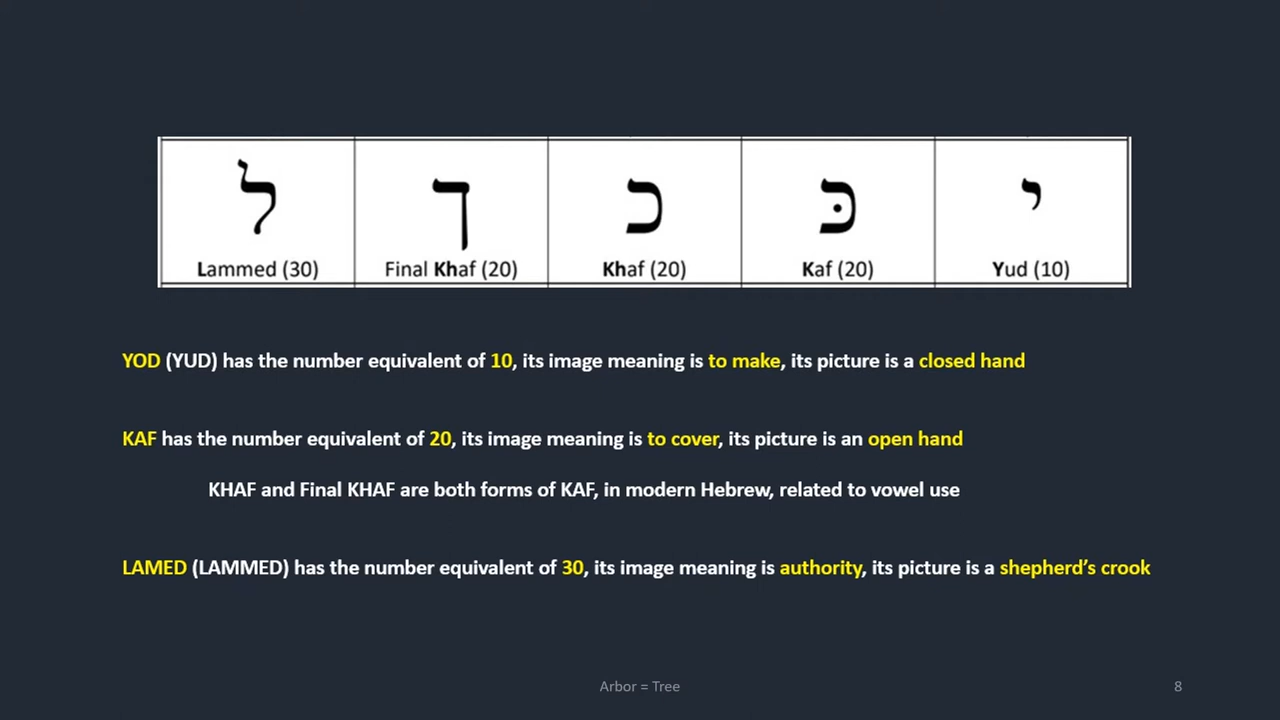 ל ך כ כּ י
Lammed (30) Final Khaf (20) Khaf (20) Kaf (20) Yud (10)
YOD (YUD) has the number equivalent of 10, its image meaning is to make, its picture is a closed hand
KAF has the number equivalent of 20, its image meaning is to cover, its picture is an open hand
KHAF and Final KHAF are both forms of KAF, in modern Hebrew, related to vowel use
LAMED (LAMMED) has the number equivalent of 30, its image meaning is authority, its picture is a shepherd’s crook
Arbor = Tree 8